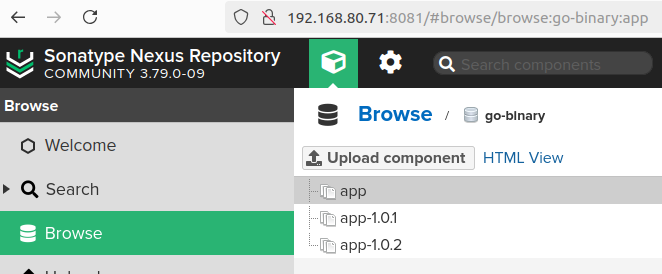 192.168.80.71:8081/#browse/browse:go-binary:app
Sonatype Nexus Repository
COMMUNITY 3.79.0-09
Search components
Browse
Browse / go-binary
Welcome
Upload component HTML View
Search
app
app-1.0.1
Browse
app-1.0.2